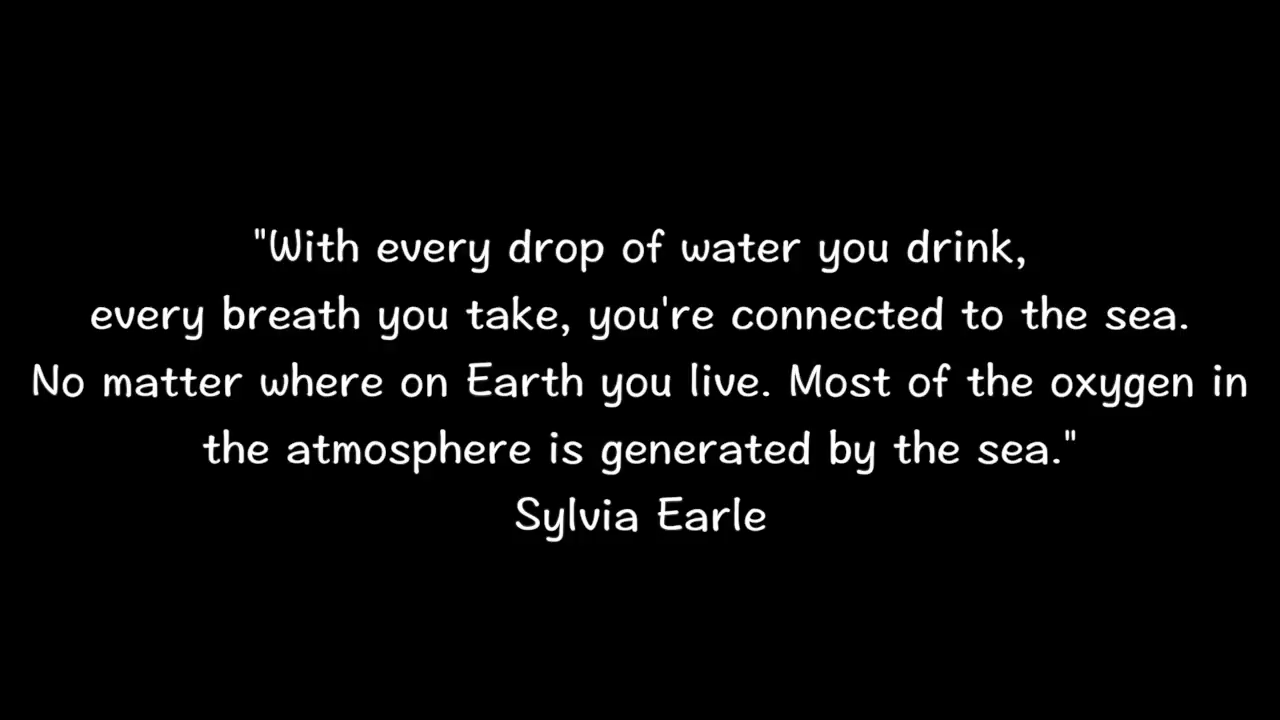 "With every drop of water you drink,
every breath you take, you're connected to the sea.
No matter where on Earth you live. Most of the oxygen in
the atmosphere is generated by the sea."
Sylvia Earle